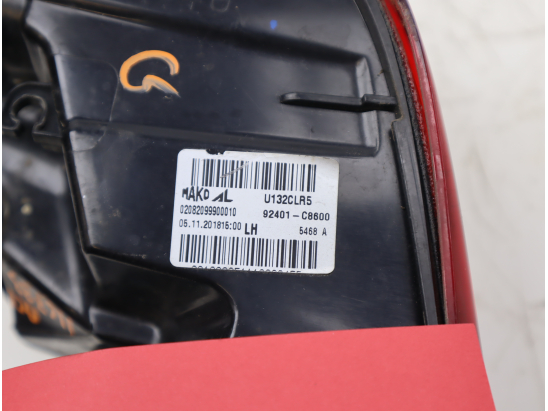 G
MAKO AL U132CLR5
02082099900010 92401-C8600
05.11.201816:00 LH 5468 A